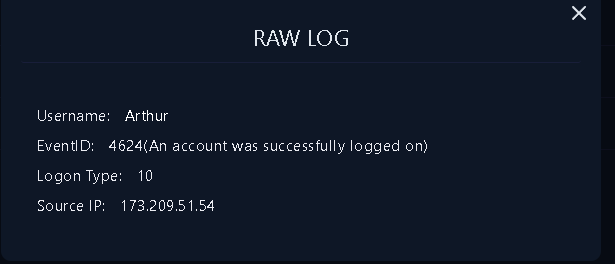 RAW LOG
Username: Arthur
EventID: 4624(An account was successfully logged on)
Logon Type: 10
Source IP: 173.209.51.54